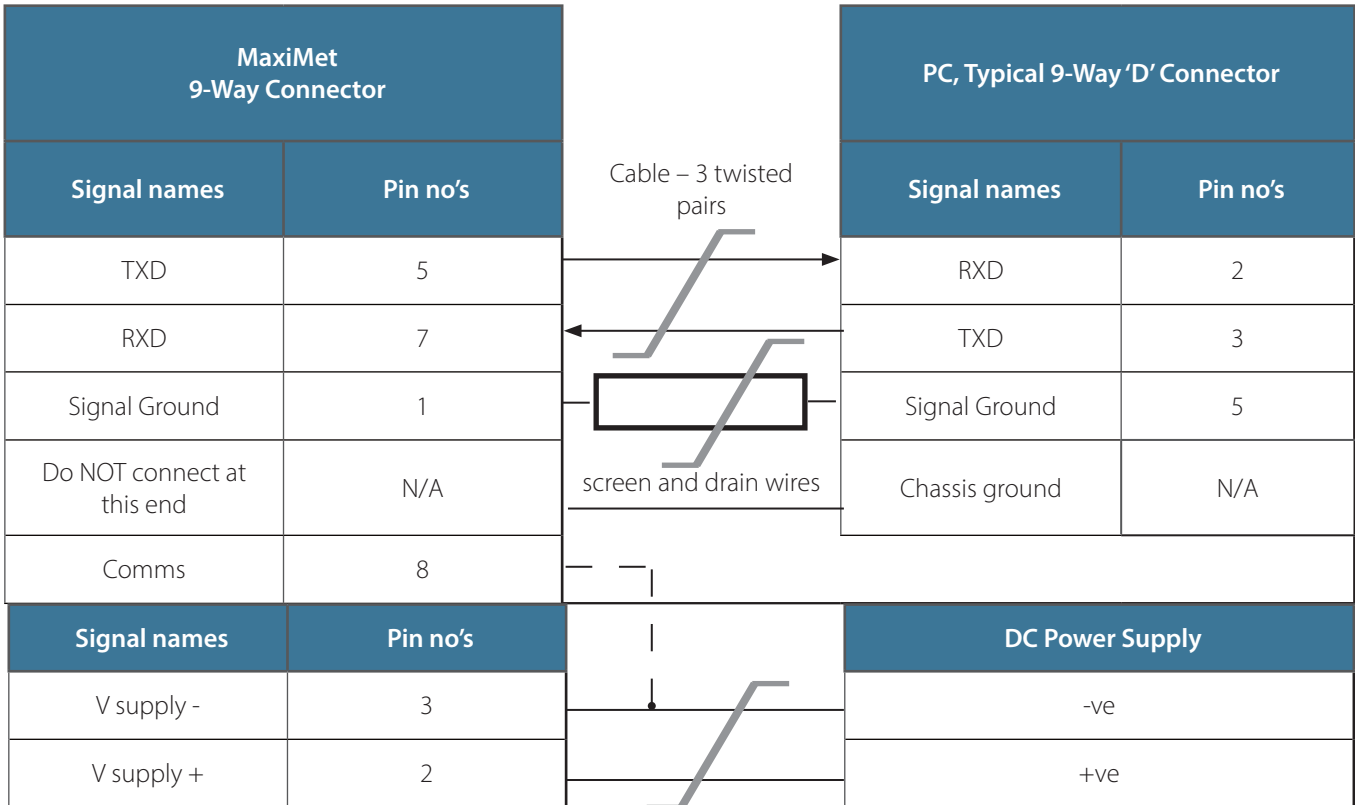 MaxiMet
9-Way Connector
PC, Typical 9-Way ‘D’ Connector
Signal names Pin no's
Cable – 3 twisted
pairs
Signal names Pin no's
TXD 5 RXD 2
RXD 7 TXD 3
Signal Ground 1 Signal Ground 5
Do NOT connect at
this end
N/A
screen and drain wires
Chassis ground N/A
Comms 8
Signal names Pin no's DC Power Supply
V supply - 3 -ve
V supply + 2 +ve